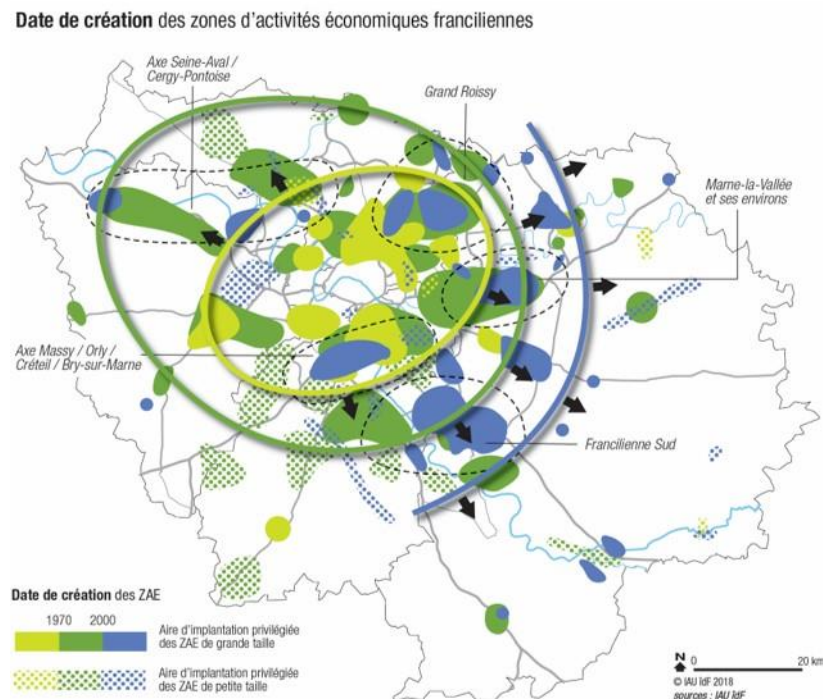 Date de création des zones d'activités économiques franciliennes
Axe Seine-Aval /
Cergy-Pontoise
Grand Roissy
Marne-la-Vallée
et ses environs
Axe Massy / Orly /
Créteil / Bry-sur-Marne
Francilienne Sud
Date de création des ZAE
1970 2000
Aire d'implantation privilégiée
des ZAE de grande taille
Aire d'implantation privilégiée
des ZAE de petite taille
N
0 20 km
© IAU îdF 2018
sources : IAU îdF